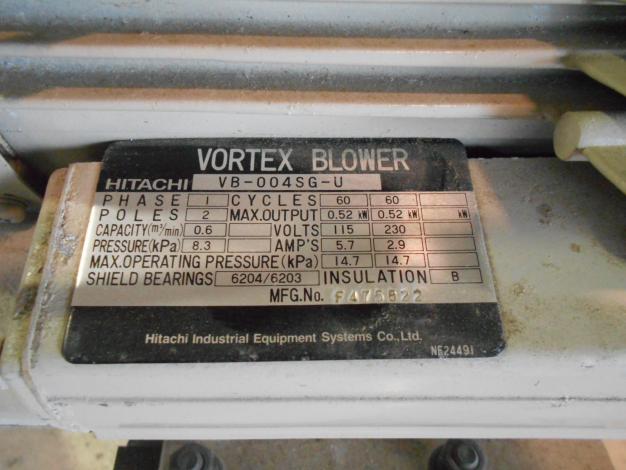 VORTEX BLOWER
HITACHI VB-004SG-U
PHASE 1 CYCLES 60 60
POLES 2 MAX.OUTPUT 0.52 kW 0.52 kW kW
CAPACITY(m³/min) 0.6 VOLTS 115 230
PRESSURE(kPa) 8.3 AMP'S 5.7 2.9
MAX.OPERATING PRESSURE(kPa) 14.7 14.7
SHIELD BEARINGS 6204/6203 INSULATION B
MFG.No. F475822
Hitachi Industrial Equipment Systems Co.,Ltd.
NE24491